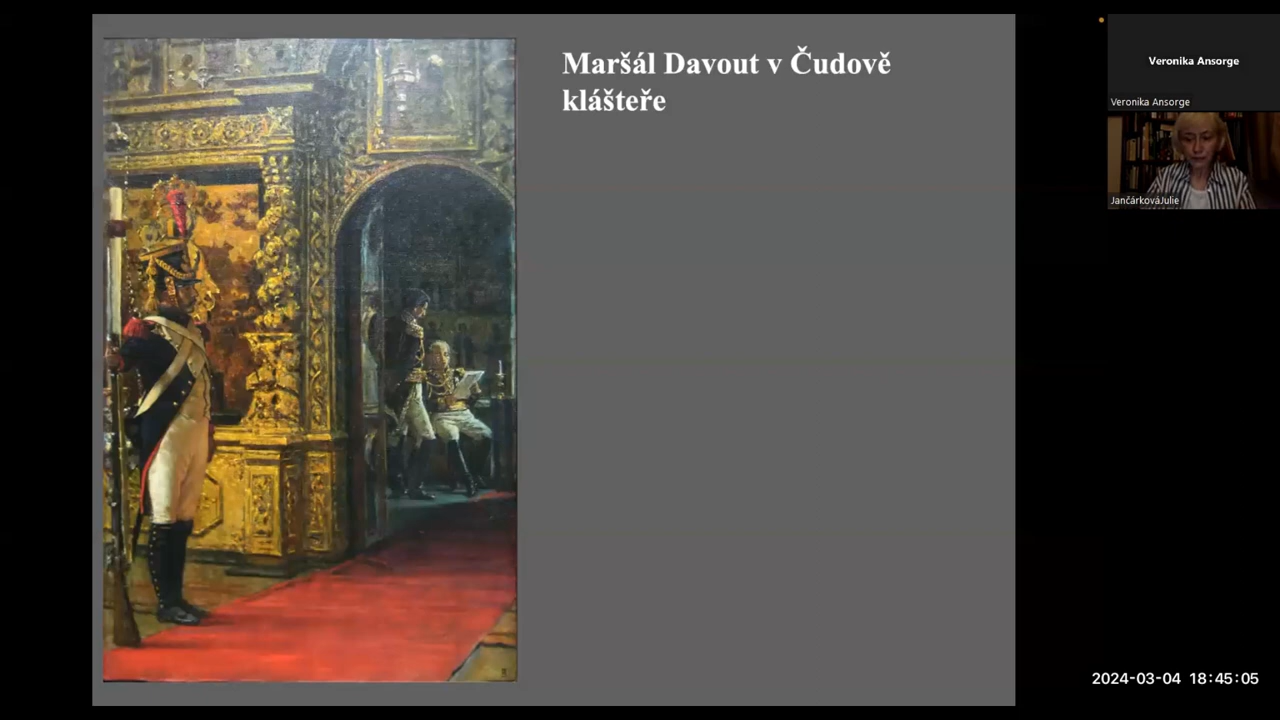 Maršál Davout v Čudově
klášteře
Veronika Ansorge
Veronika Ansorge
JančárkováJulie
2024-03-04 18:45:05